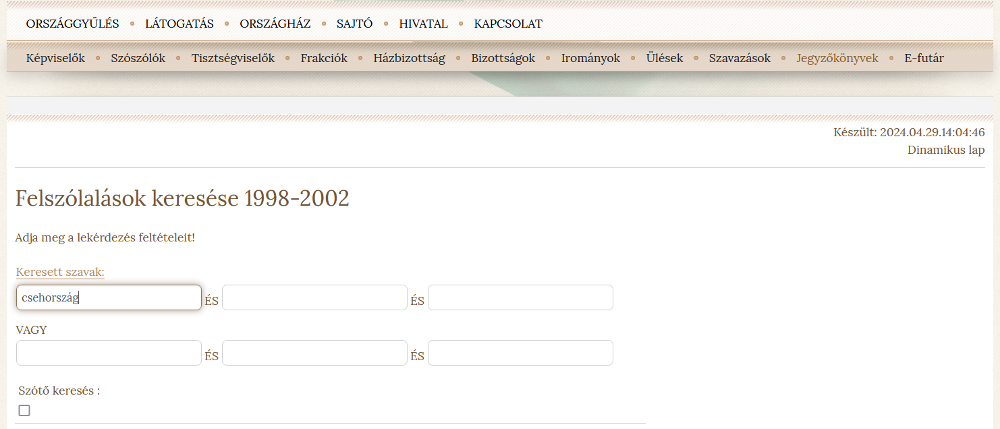 ORSZÁGGYŰLÉS LÁTOGATÁS ORSZÁGHÁZ SAJTÓ HIVATAL KAPCSOLAT
Képviselők Szószólók Tisztségviselők Frakciók Házbizottság Bizottságok Irományok Ülések Szavazások Jegyzőkönyvek E-futár
Készült: 2024.04.29.14:04:46
Dinamikus lap
Felszólalások keresése 1998-2002
Adja meg a lekérdezés feltételeit!
Keresett szavak:
csehország ÉS ÉS
VAGY
ÉS ÉS
Szótő keresés :